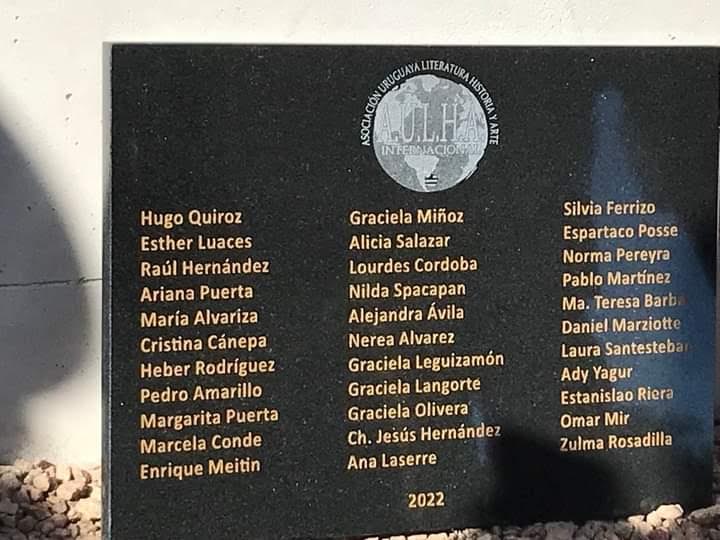 ASOCIACIÓN URUGUAYA LITERATURA HISTORIA Y ARTE
A.U.L.H.A
INTERNACIONAL
Hugo Quiroz
Esther Luaces
Raúl Hernández
Ariana Puerta
María Alvariza
Cristina Cánepa
Heber Rodríguez
Pedro Amarillo
Margarita Puerta
Marcela Conde
Enrique Meitin
Graciela Miñoz
Alicia Salazar
Lourdes Cordoba
Nilda Spacapan
Alejandra Ávila
Nerea Alvarez
Graciela Leguizamón
Graciela Langorte
Graciela Olivera
Ch. Jesús Hernández
Ana Laserre
Silvia Ferrizo
Espartaco Posse
Norma Pereyra
Pablo Martínez
Ma. Teresa Barba
Daniel Marziotte
Laura Santesteban
Ady Yagur
Estanislao Riera
Omar Mir
Zulma Rosadilla
2022